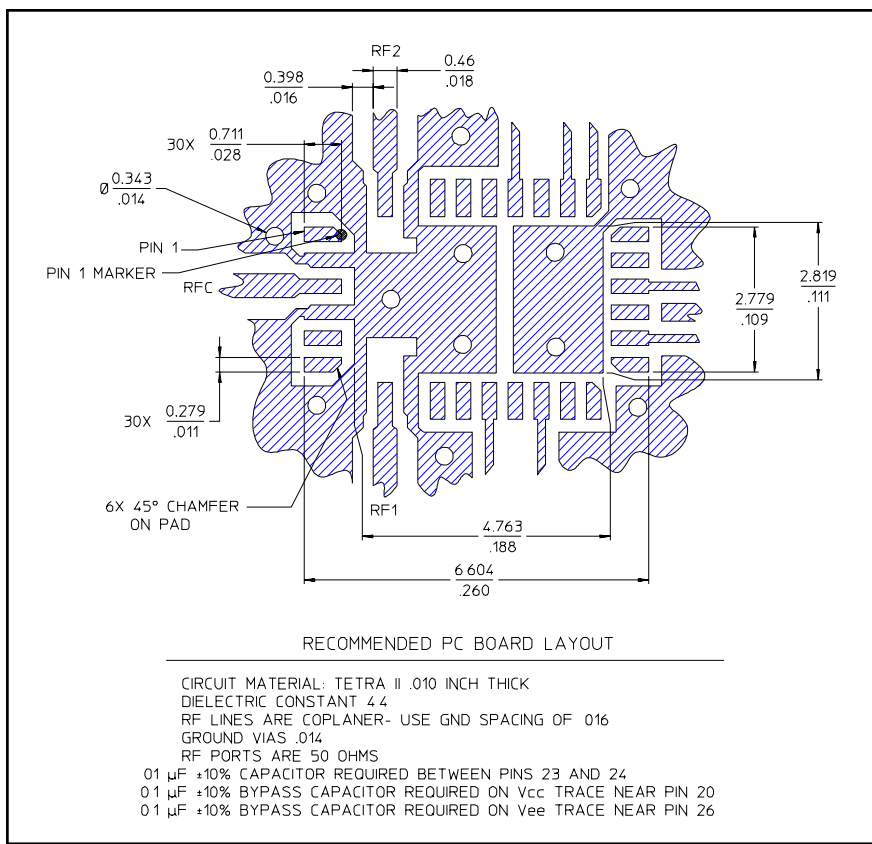 RF2
0.398
.016
0.46
.018
30X 0.711
.028
Ø 0.343
.014
PIN 1
PIN 1 MARKER
RFC
2.819
.111
2.779
.109
30X 0.279
.011
6X 45° CHAMFER
ON PAD
RF1
4.763
.188
6 604
.260
RECOMMENDED PC BOARD LAYOUT
CIRCUIT MATERIAL: TETRA II .010 INCH THICK
DIELECTRIC CONSTANT 4 4
RF LINES ARE COPLANER- USE GND SPACING OF 016
GROUND VIAS .014
RF PORTS ARE 50 OHMS
01 µF ±10% CAPACITOR REQUIRED BETWEEN PINS 23 AND 24
0 1 µF ±10% BYPASS CAPACITOR REQUIRED ON Vcc TRACE NEAR PIN 20
0 1 µF ±10% BYPASS CAPACITOR REQUIRED ON Vee TRACE NEAR PIN 26